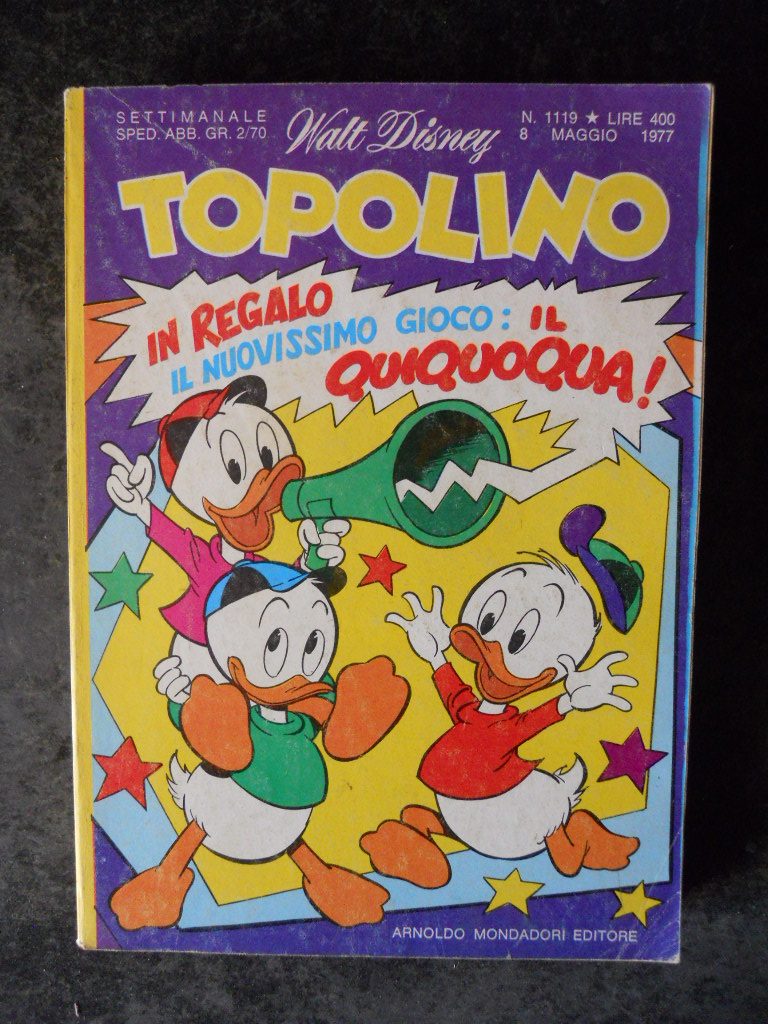 SETTIMANALE
SPED. ABB. GR. 2/70
Walt Disney
N. 1119 ★ LIRE 400
8 MAGGIO 1977
TOPOLINO
IN REGALO
IL NUOVISSIMO GIOCO: IL
QUIQUOQUA!
ARNOLDO MONDADORI EDITORE